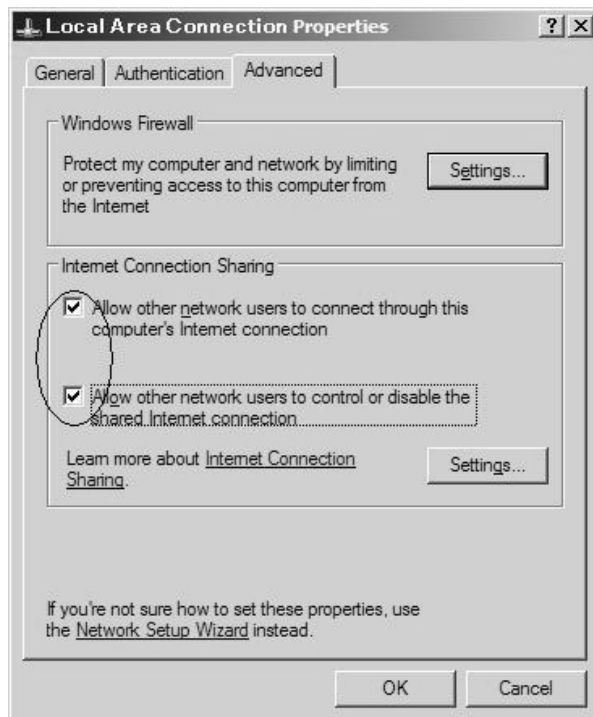 Local Area Connection Properties
? X
General Authentication Advanced
Windows Firewall
Protect my computer and network by limiting
or preventing access to this computer from
the Internet
Settings...
Internet Connection Sharing
Allow other network users to connect through this
computer's Internet connection
Allow other network users to control or disable the
shared Internet connection
Learn more about Internet Connection
Sharing.
Settings...
If you're not sure how to set these properties, use
the Network Setup Wizard instead.
OK Cancel